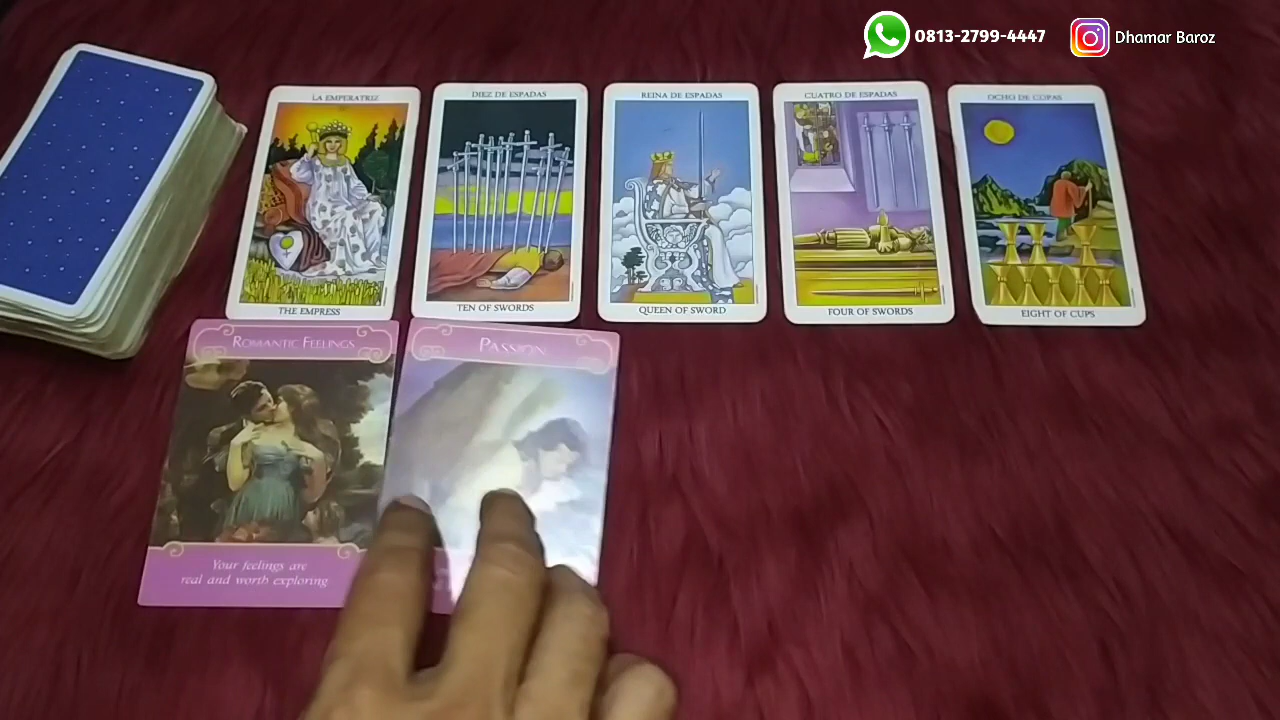 0813-2799-4447
Dhamar Baroz
LA EMPERATRIZ
THE EMPRESS
DIEZ DE ESPADAS
TEN OF SWORDS
REINA DE ESPADAS
QUEEN OF SWORD
CUATRO DE ESPADAS
FOUR OF SWORDS
OCHO DE COPAS
EIGHT OF CUPS
ROMANTIC FEELINGS
Your feelings are
real and worth exploring
PASSION